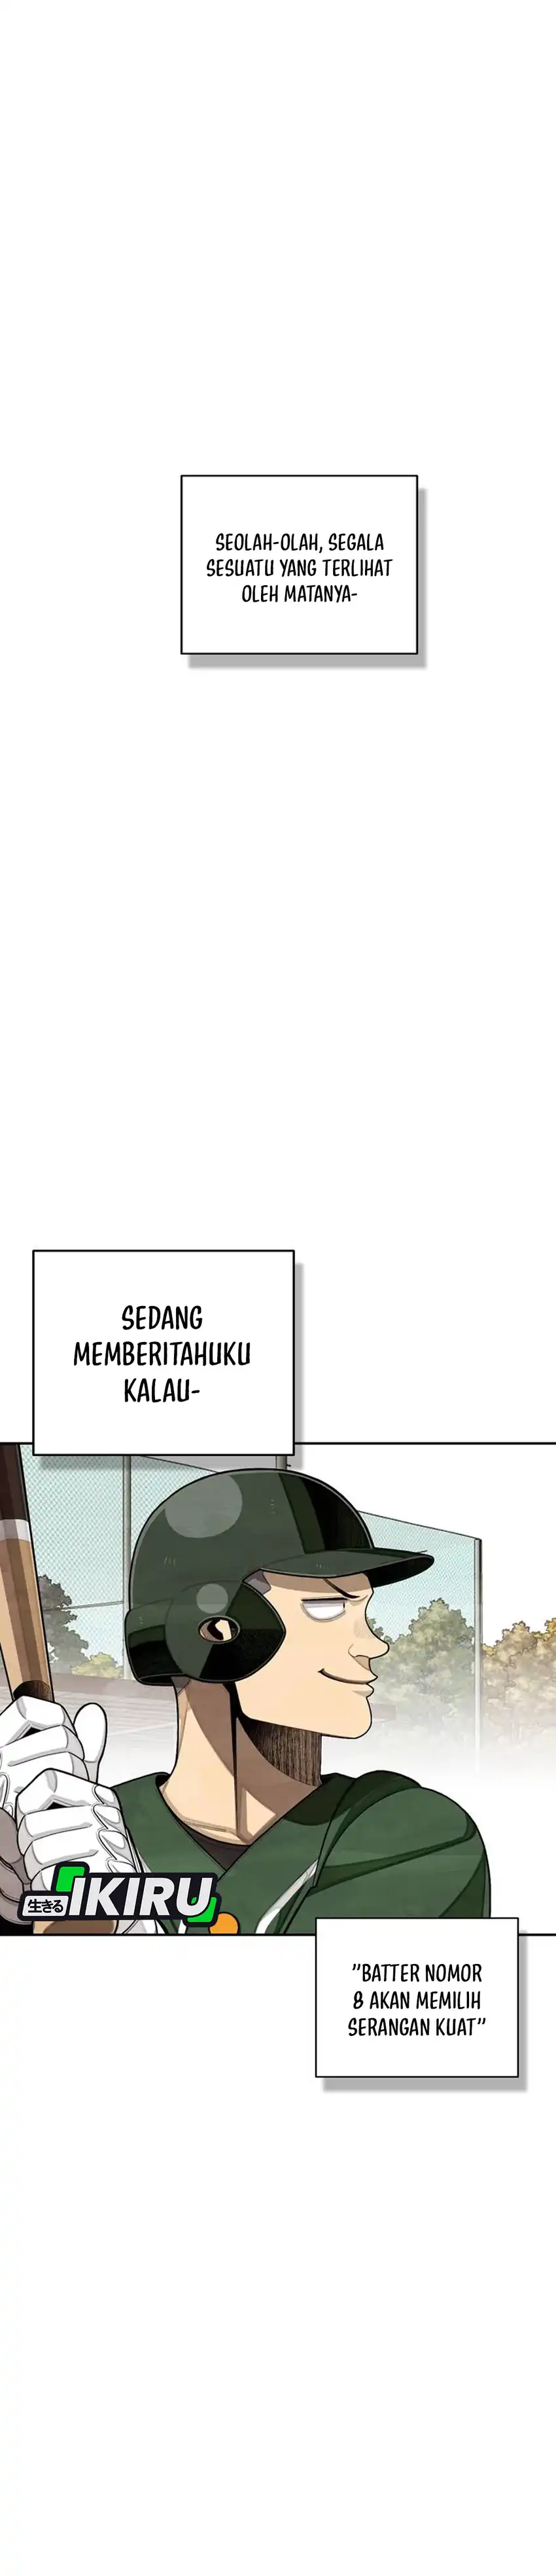 SEOLAH-OLAH, SEGALA
SESUATU YANG TERLIHAT
OLEH MATANYA-
SEDANG
MEMBERITAHUKU
KALAU-
生きる IKIRU
"BATTER NOMOR
8 AKAN MEMILIH
SERANGAN KUAT"